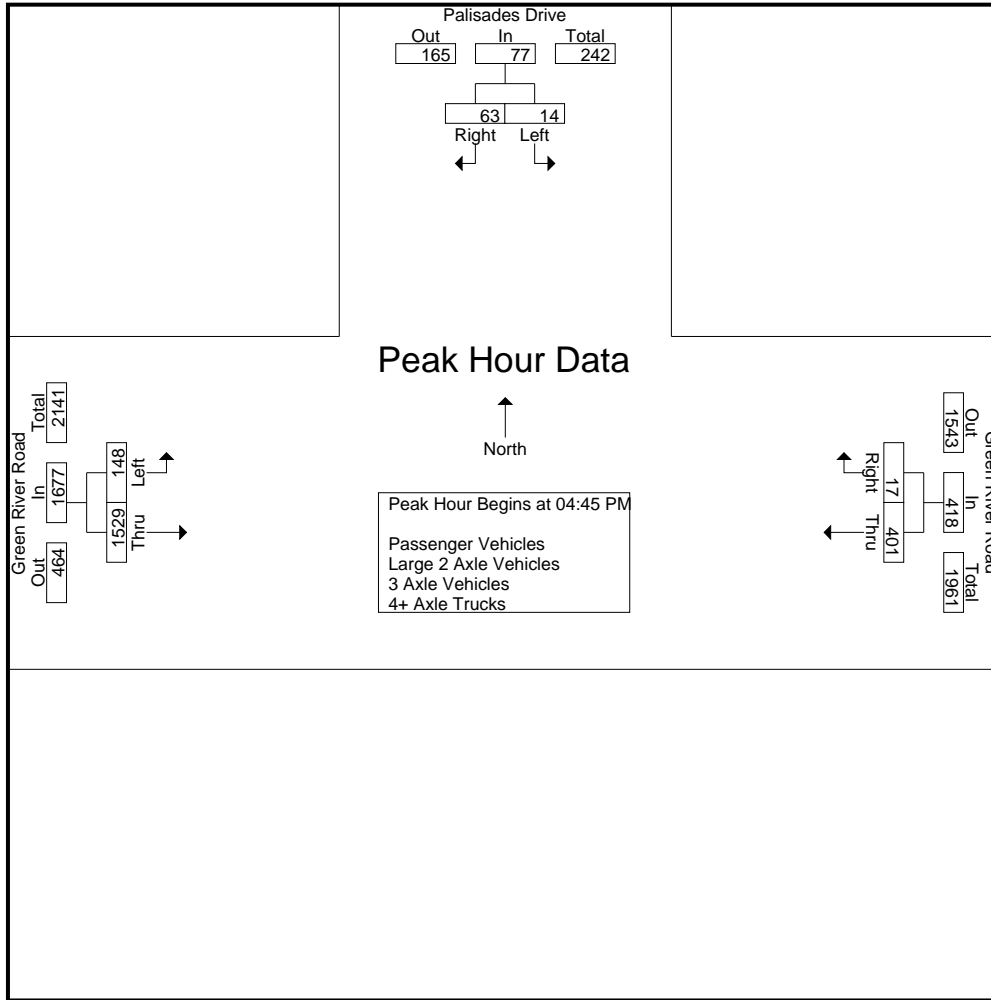 Palisades Drive
Out In Total
165 77 242
63 14
Right Left
Peak Hour Data
North
Peak Hour Begins at 04:45 PM
Passenger Vehicles
Large 2 Axle Vehicles
3 Axle Vehicles
4+ Axle Trucks
Green River Road
Out In Total
464 1677 2141
1529 148
Thru Left
Green River Road
Out In Total
1543 418 1961
17 401
Right Thru